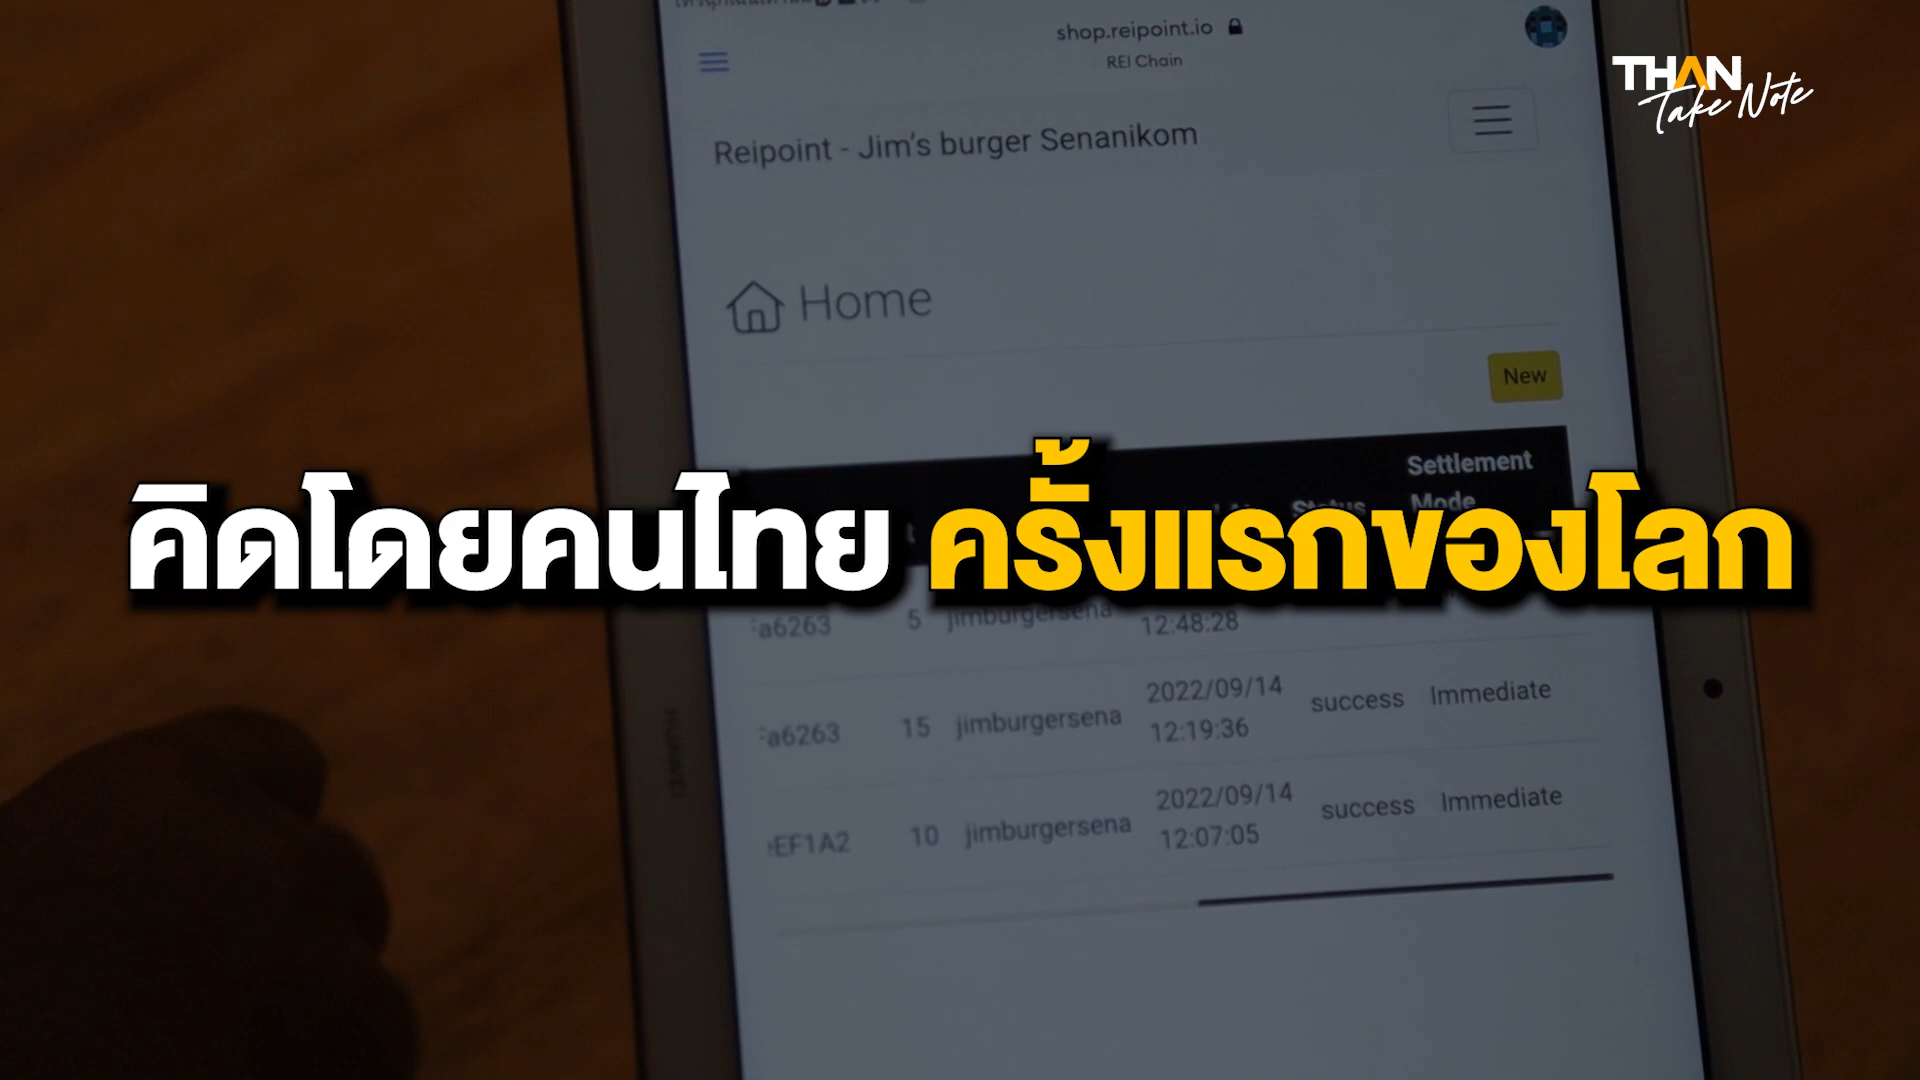 shop.reipoint.io
REI Chain
THAN
Take Note
Reipoint - Jim's burger Senanikom
Home
New
Settlement
Status Mode
คิดโดยคนไทย ครั้งแรกของโลก
a6263 5 jimburgersena 12:48:28
2022/09/14
a6263 15 jimburgersena success Immediate
12:19:36
2022/09/14
EF1A2 10 jimburgersena success Immediate
12:07:05
HUAWEI